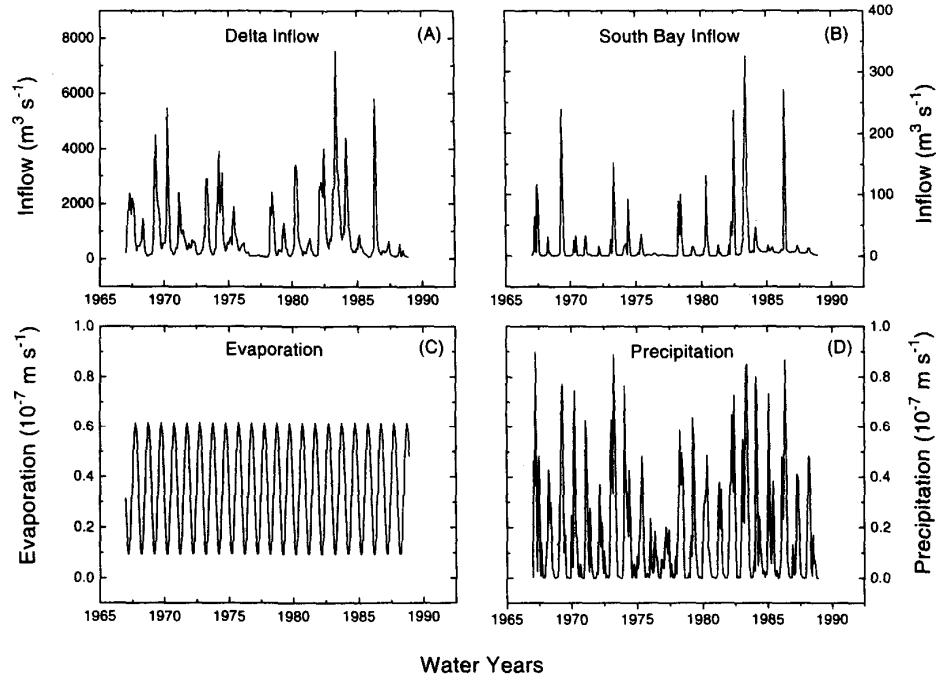 Delta Inflow
(A)
Inflow (m³ s⁻¹)
8000
6000
4000
2000
0
1965 1970 1975 1980 1985 1990
South Bay Inflow
(B)
Inflow (m³ s⁻¹)
400
300
200
100
0
1965 1970 1975 1980 1985 1990
Evaporation
(C)
Evaporation (10⁻⁷ m s⁻¹)
1.0
0.8
0.6
0.4
0.2
0.0
1965 1970 1975 1980 1985 1990
Precipitation
(D)
Precipitation (10⁻⁷ m s⁻¹)
1.0
0.8
0.6
0.4
0.2
0.0
1965 1970 1975 1980 1985 1990
Water Years